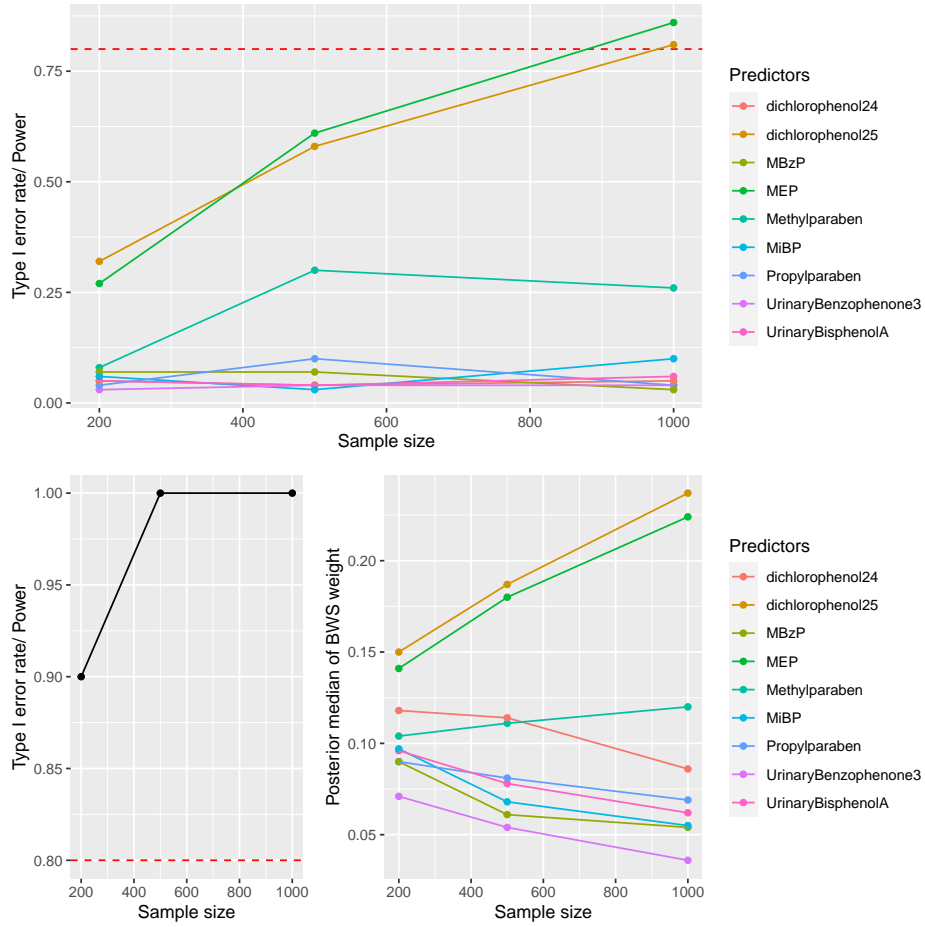 Type I error rate/ Power
0.75
0.50
0.25
0.00
200
400
600
800
1000
Sample size
Predictors
dichlorophenol24
dichlorophenol25
MBzP
MEP
Methylparaben
MiBP
Propylparaben
UrinaryBenzophenone3
UrinaryBisphenolA
Type I error rate/ Power
1.00
0.95
0.90
0.85
0.80
200
400
600
800
1000
Sample size
Posterior median of BWS weight
0.20
0.15
0.10
0.05
200
400
600
800
1000
Sample size
Predictors
dichlorophenol24
dichlorophenol25
MBzP
MEP
Methylparaben
MiBP
Propylparaben
UrinaryBenzophenone3
UrinaryBisphenolA